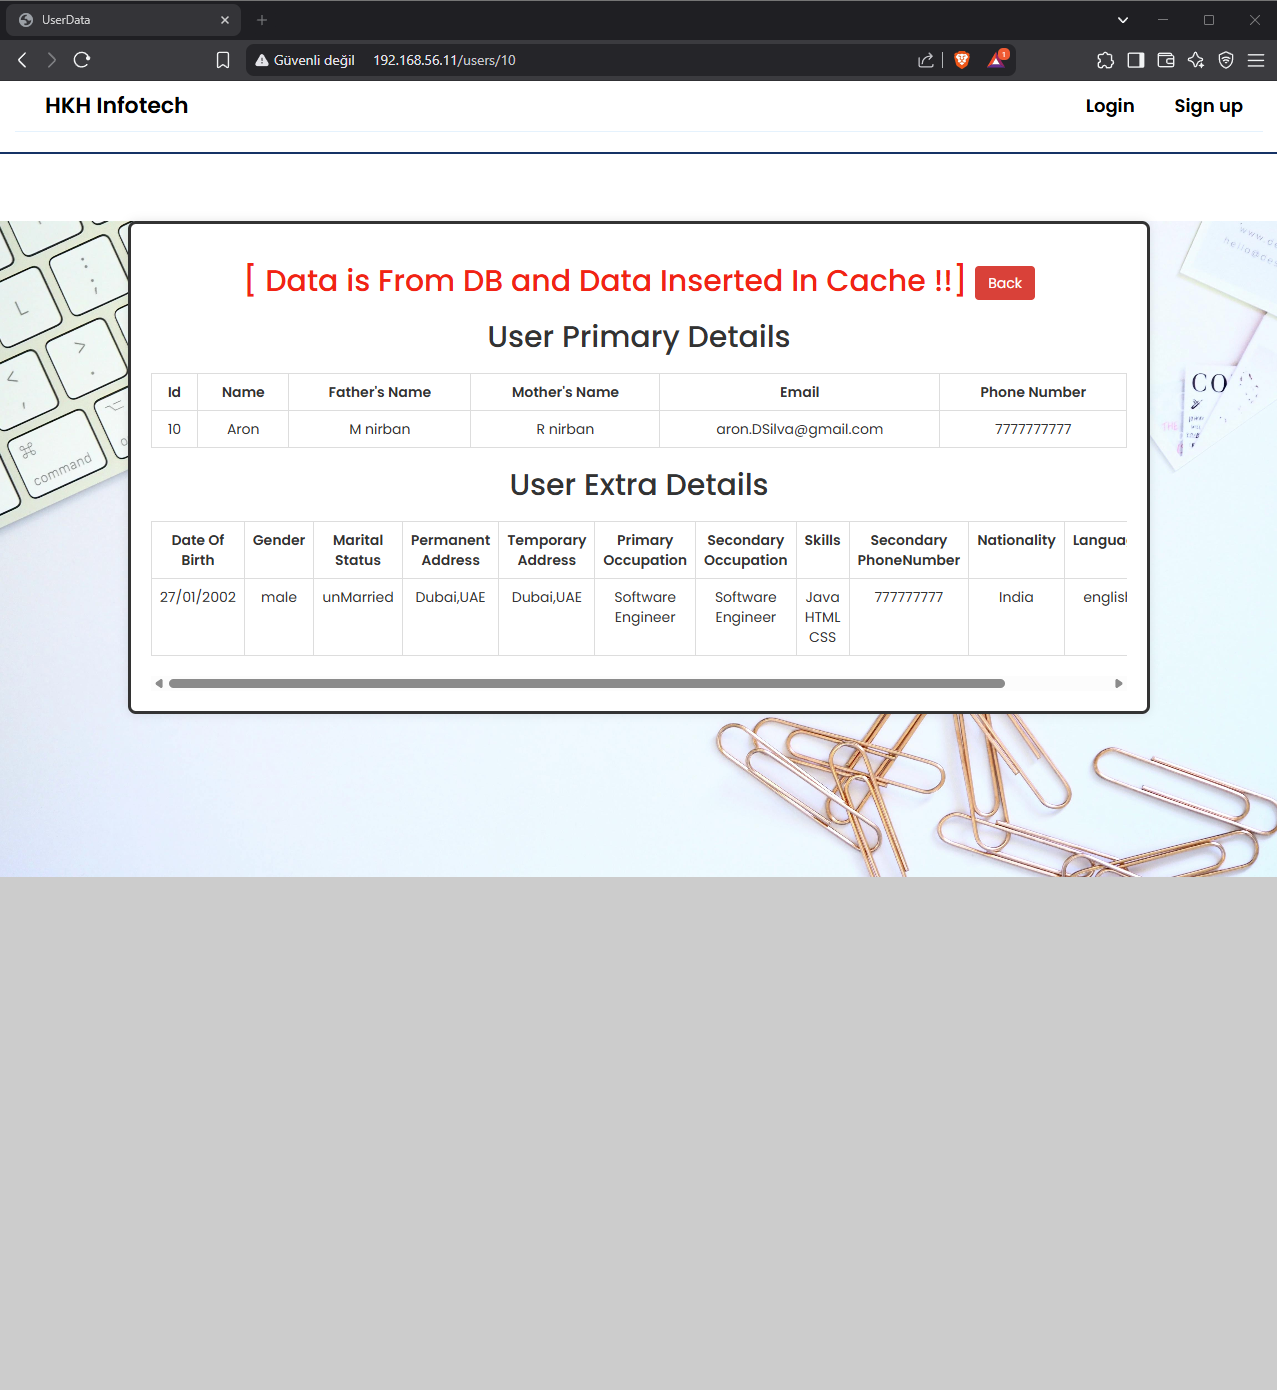 UserData
Güvenli değil 192.168.56.11/users/10
1
HKH Infotech Login Sign up
[ Data is From DB and Data Inserted In Cache !!] Back
User Primary Details
Id Name Father's Name Mother's Name Email Phone Number
10 Aron M nirban R nirban aron.DSilva@gmail.com 7777777777
User Extra Details
Date Of Birth Gender Marital Status Permanent Address Temporary Address Primary Occupation Secondary Occupation Skills Secondary PhoneNumber Nationality
27/01/2002 male unMarried Dubai,UAE Dubai,UAE Software Engineer Software Engineer Java HTML CSS 777777777 India
L
command
CO